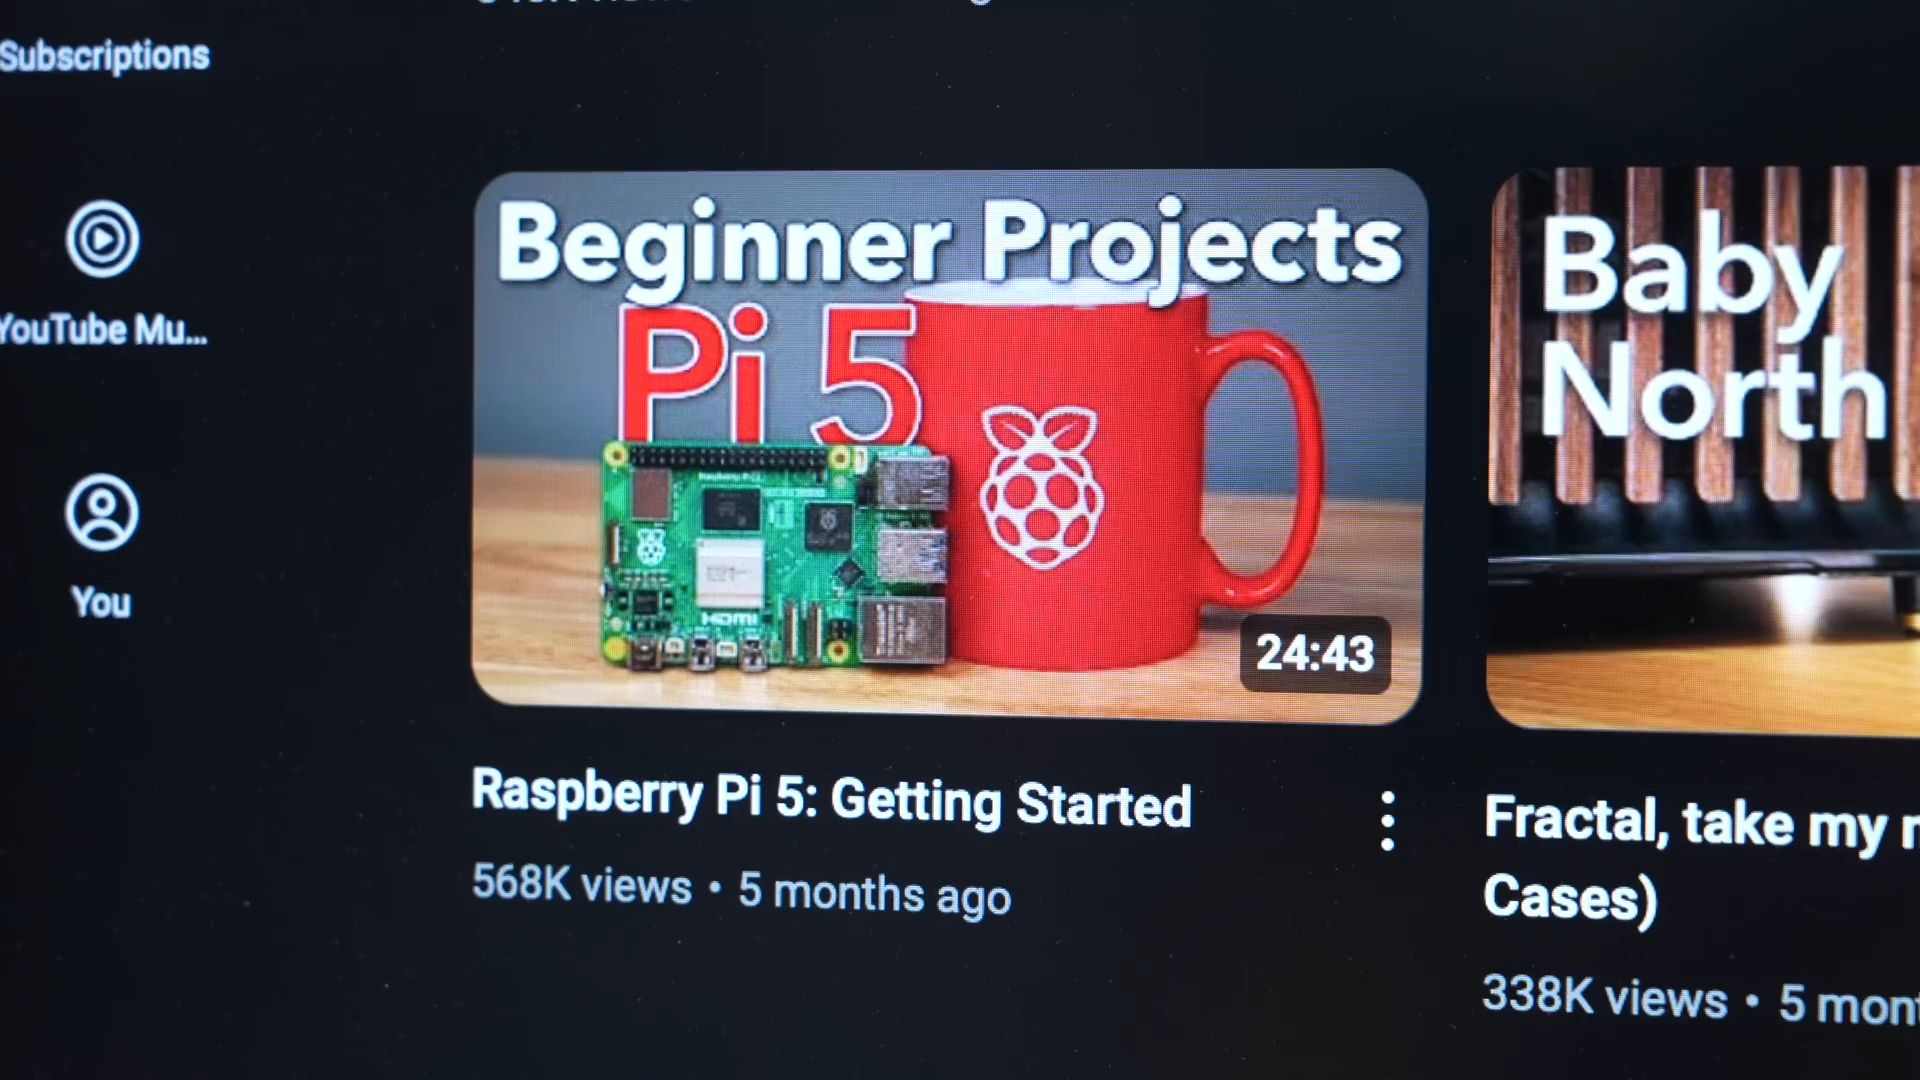 Subscriptions
YouTube Mu...
You
Beginner Projects
Pi 5
HDMI
24:43
Raspberry Pi 5: Getting Started
568K views • 5 months ago
Baby
North
Fractal, take my
Cases)
338K views • 5